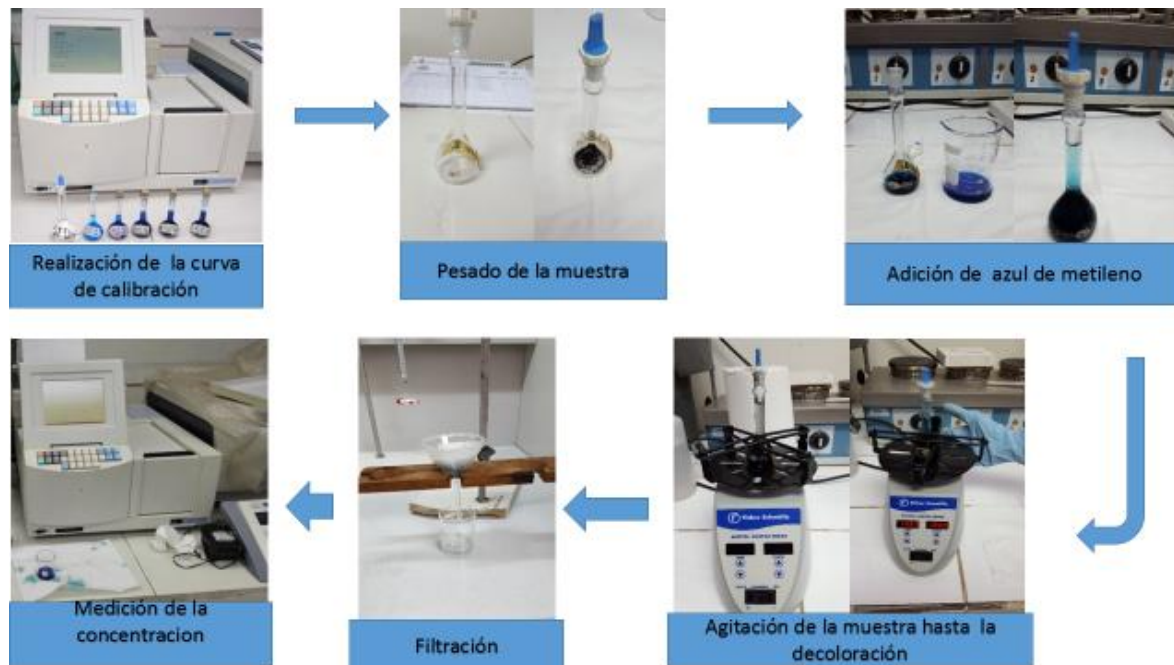 Realización de la curva
de calibración
Pesado de la muestra
Adición de azul de metileno
Agitación de la muestra hasta la
decoloración
Filtración
Medición de la
concentracion